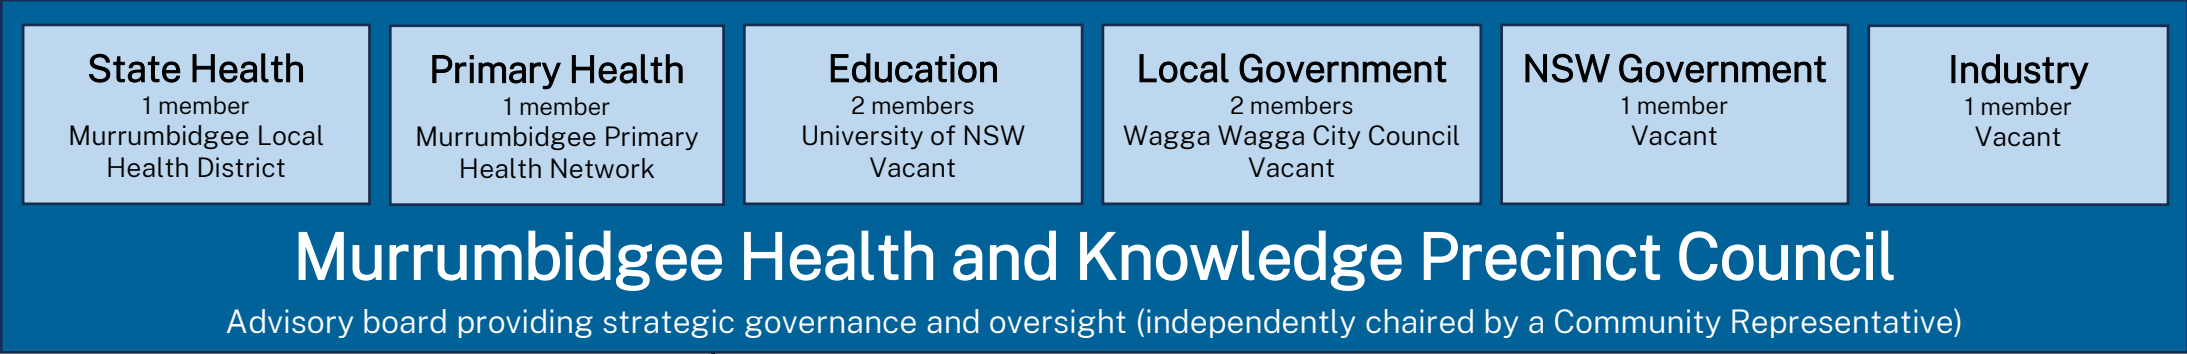 State Health
1 member
Murrumbidgee Local
Health District
Primary Health
1 member
Murrumbidgee Primary
Health Network
Education
2 members
University of NSW
Vacant
Local Government
2 members
Wagga Wagga City Council
Vacant
NSW Government
1 member
Vacant
Industry
1 member
Vacant
Murrumbidgee Health and Knowledge Precinct Council
Advisory board providing strategic governance and oversight (independently chaired by a Community Representative)